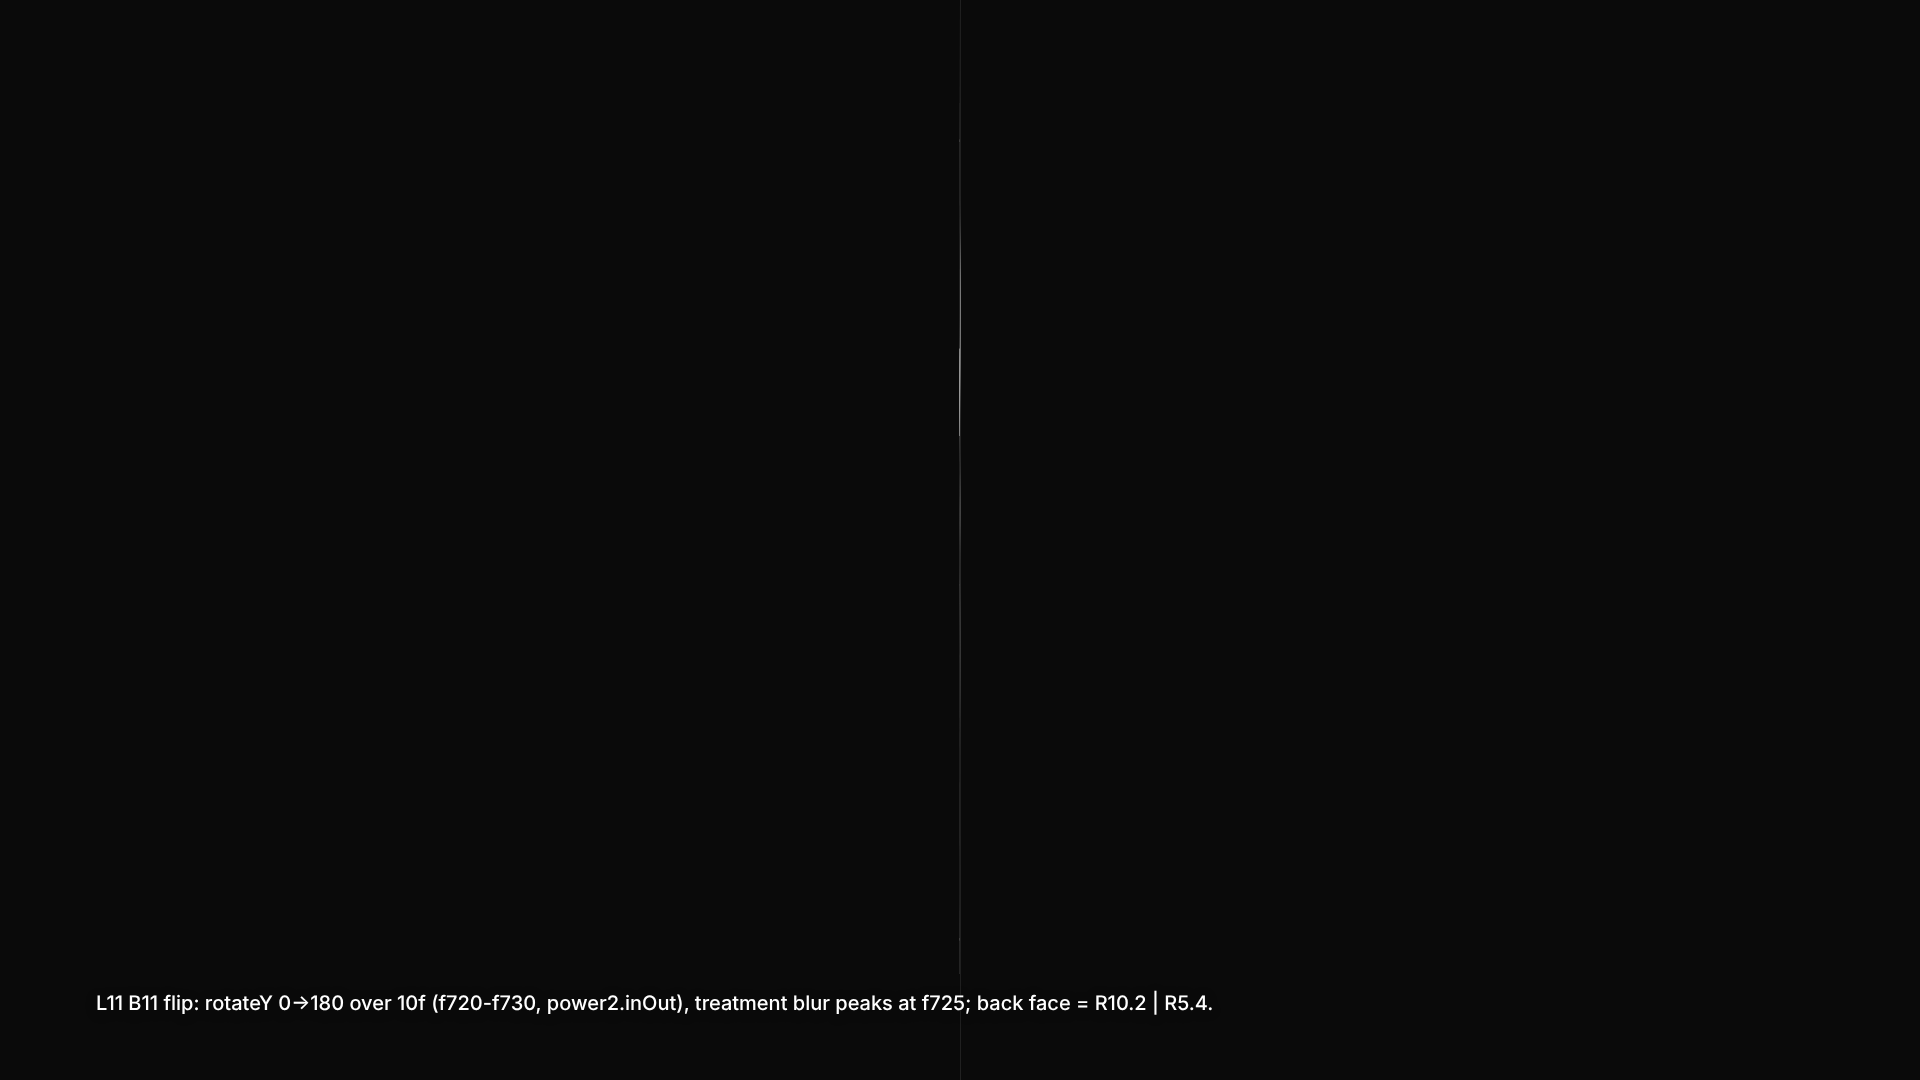 L11 B11 flip: rotateY 0→180 over 10f (f720-f730, power2.inOut), treatment blur peaks at f725; back face = R10.2 | R5.4.